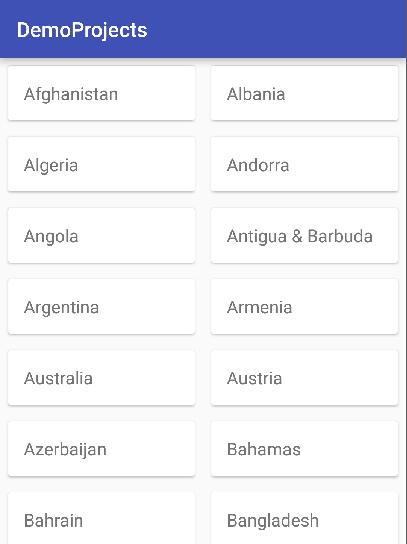 DemoProjects
Afghanistan
Albania
Algeria
Andorra
Angola
Antigua & Barbuda
Argentina
Armenia
Australia
Austria
Azerbaijan
Bahamas
Bahrain
Bangladesh